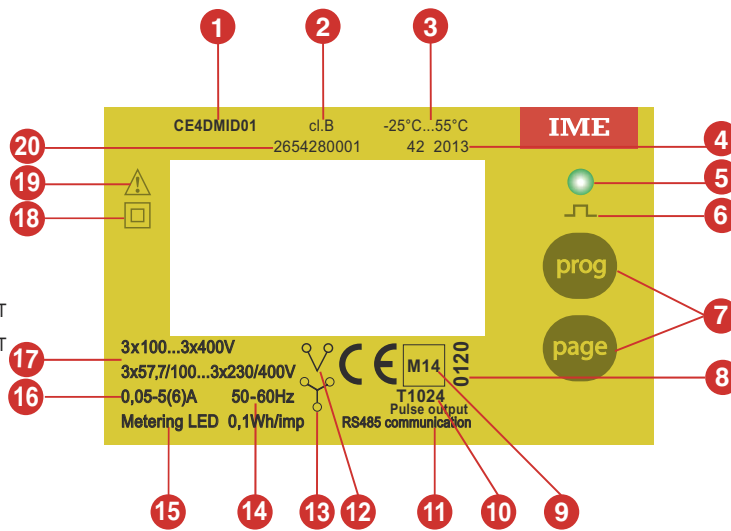 1 2 3
CE4DMID01 cl.B -25°C...55°C IME
20 2654280001 42 2013 4
19 5
18 6
prog
T
T 7
17 3x100...3x400V page
3x57,7/100...3x230/400V CE M14 0120 8
16 0,05-5(6)A 50-60Hz T1024
Pulse output
Metering LED 0,1Wh/imp RS485 communication
15 14 13 12 11 10 9